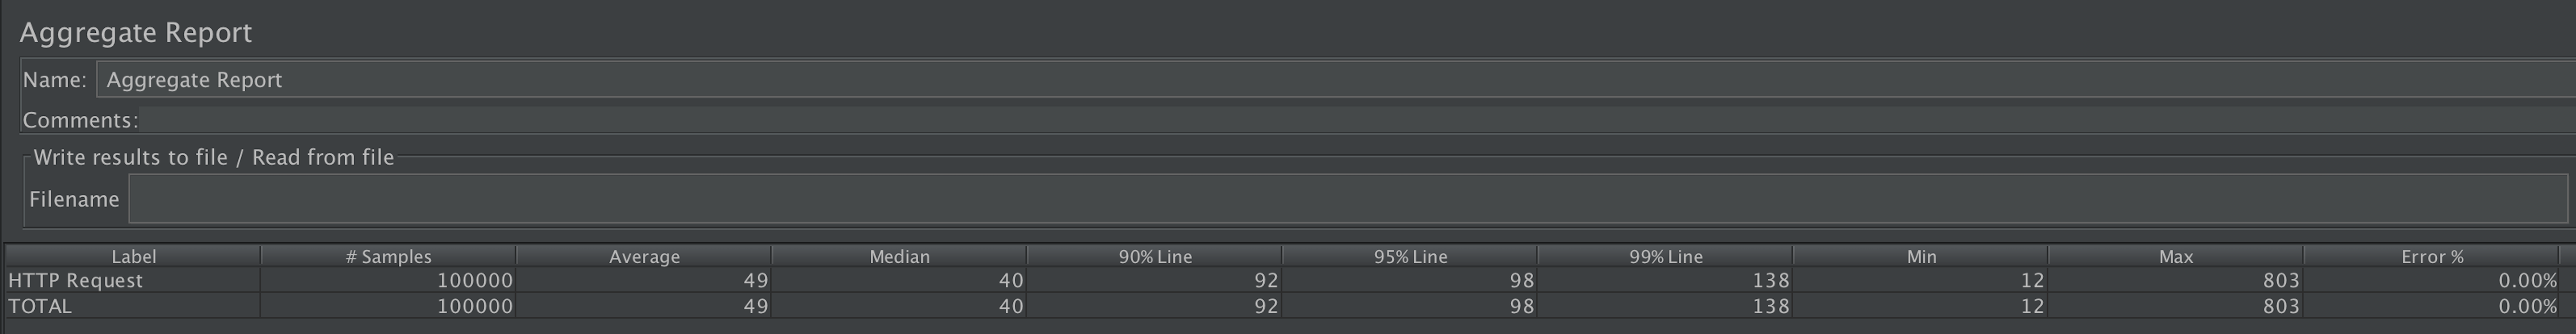 Aggregate Report
Name: Aggregate Report
Comments:
Write results to file / Read from file
Filename
Label # Samples Average Median 90% Line 95% Line 99% Line Min Max Error %
HTTP Request 100000 49 40 92 98 138 12 803 0.00%
TOTAL 100000 49 40 92 98 138 12 803 0.00%